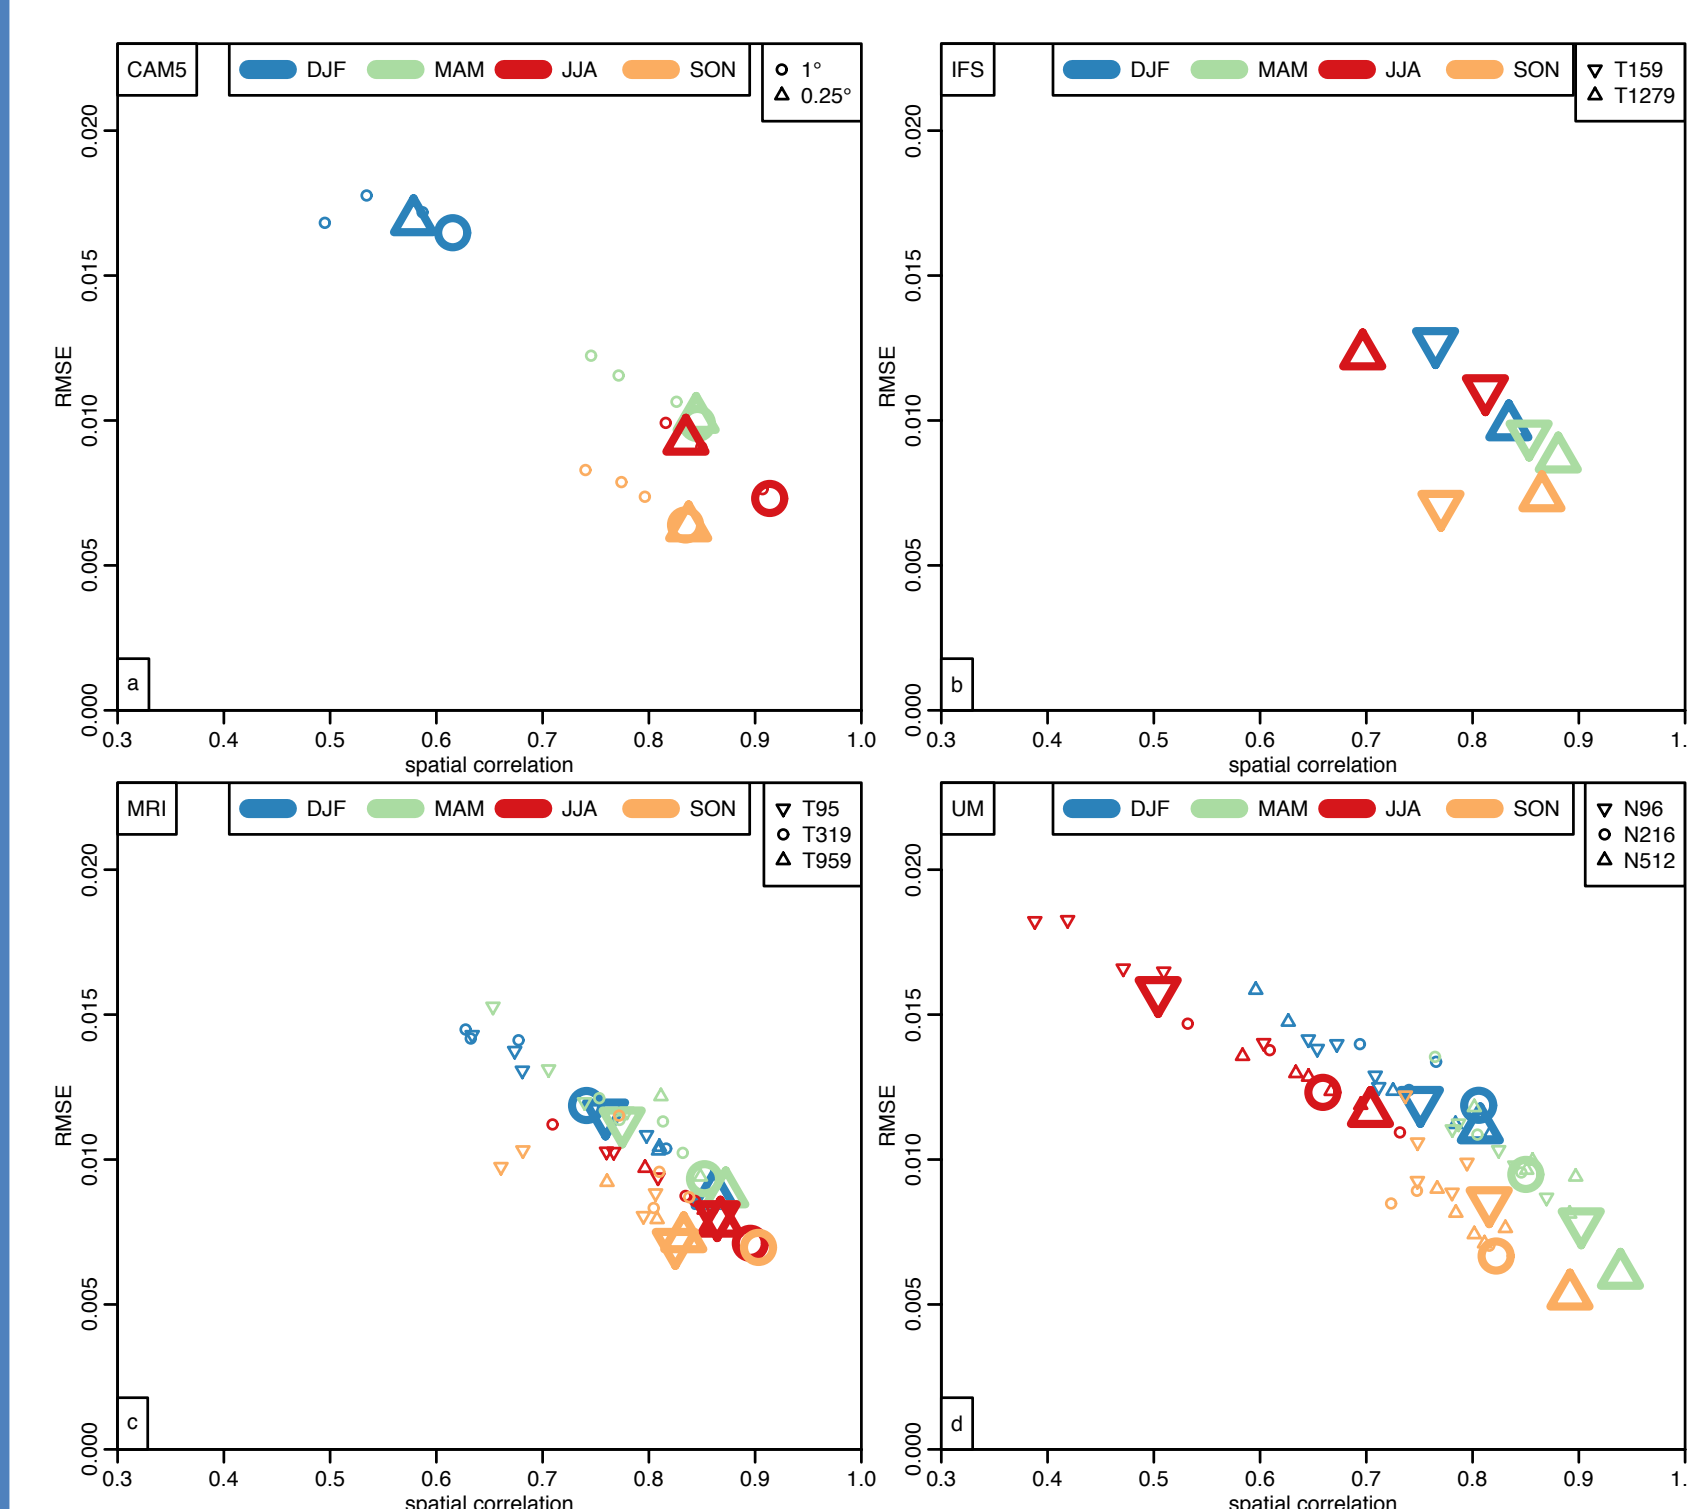 CAM5 DJF MAM JJA SON 1°
0.25°
RMSE
0.000 0.005 0.010 0.015 0.020
a
0.3 0.4 0.5 0.6 0.7 0.8 0.9 1.0
spatial correlation
IFS DJF MAM JJA SON T159
T1279
RMSE
0.000 0.005 0.010 0.015 0.020
b
0.3 0.4 0.5 0.6 0.7 0.8 0.9 1.
spatial correlation
MRI DJF MAM JJA SON T95
T319
T959
RMSE
0.000 0.005 0.010 0.015 0.020
c
0.3 0.4 0.5 0.6 0.7 0.8 0.9 1.0
spatial correlation
UM DJF MAM JJA SON N96
N216
N512
RMSE
0.000 0.005 0.010 0.015 0.020
d
0.3 0.4 0.5 0.6 0.7 0.8 0.9 1.
spatial correlation